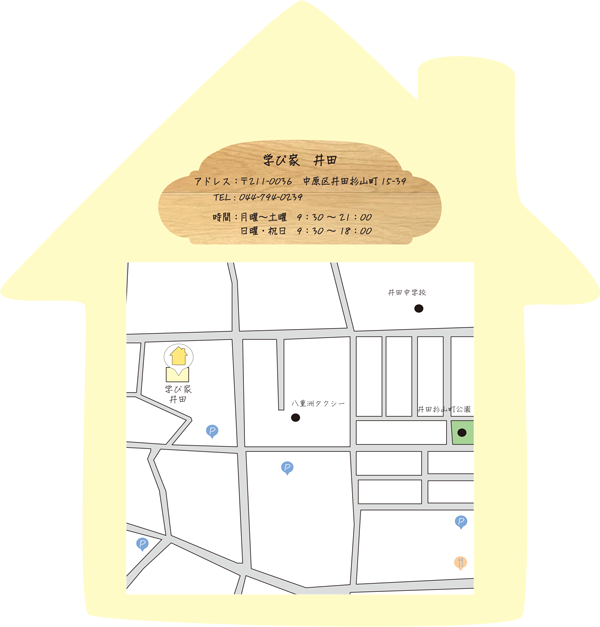 学び家　井田
アドレス：〒211-0036　中原区井田杉山町 15-39
TEL：044-794-0239
時間：月曜～土曜　9：30 ～ 21：00
日曜・祝日　9：30 ～ 18：00
井田中学校
学び家
井田
八重洲タクシー
井田杉山町公園
P
P
P
P